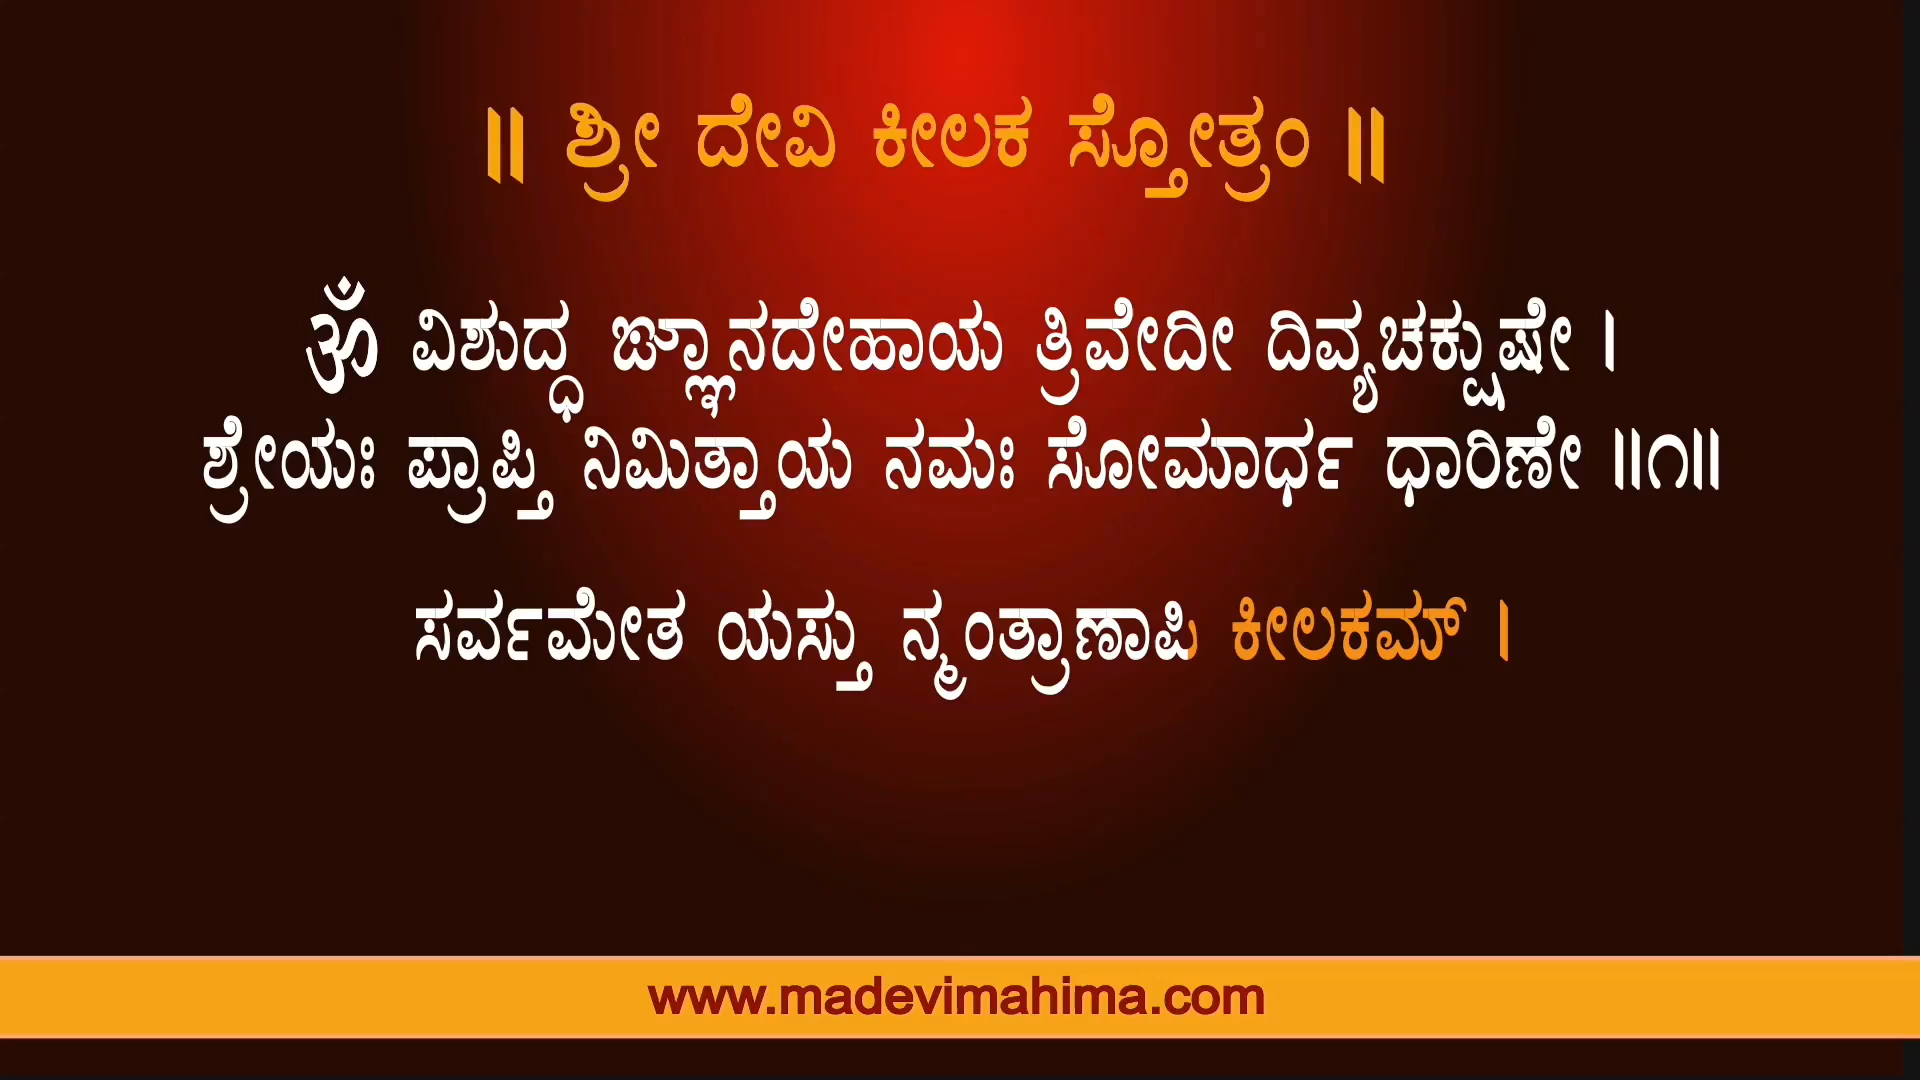 ॥ ಶ್ರೀ ದೇವಿ ಕೀಲಕ ಸ್ತೋತ್ರಂ ॥
ॐ ವಿಶುದ್ಧ ಙ್ಞಾನದೇಹಾಯ ತ್ರಿವೇದೀ ದಿವ್ಯಚಕ್ಷುಷೇ ।
ಶ್ರೇಯಃ ಪ್ರಾಪ್ತಿ ನಿಮಿತ್ತಾಯ ನಮಃ ಸೋಮಾರ್ಧ ಧಾರಿಣೇ ॥೧॥
ಸರ್ವಮೇತ ಯಸ್ತು ನ್ಮಂತ್ರಾಣಾಪಿ ಕೀಲಕಮ್ ।
www.madevimahima.com